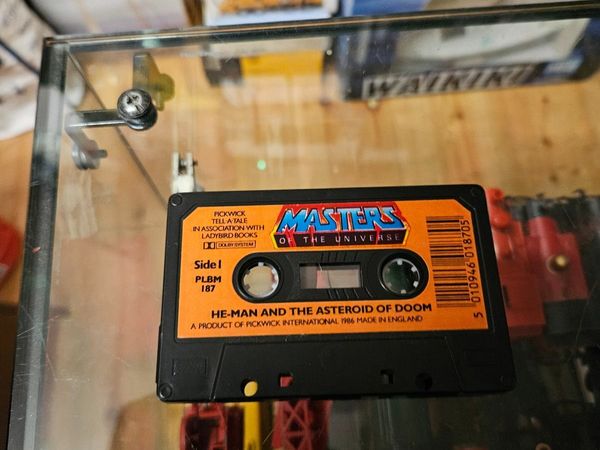 WAIKIKI
PICKWICK
TELL-A-TALE
IN ASSOCIATION WITH
LADYBIRD BOOKS
DOLBY SYSTEM
MASTERS
OF THE UNIVERSE
Side 1
PLBM
187
HE-MAN AND THE ASTEROID OF DOOM
A PRODUCT OF PICKWICK INTERNATIONAL 1986 MADE IN ENGLAND
5 010946 018705